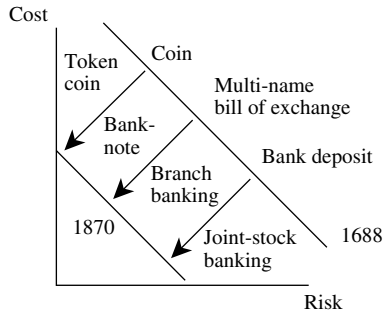 Cost
Token
coin
Coin
Multi-name
bill of exchange
Bank-
note
Bank deposit
Branch
banking
1870
Joint-stock
banking
1688
Risk